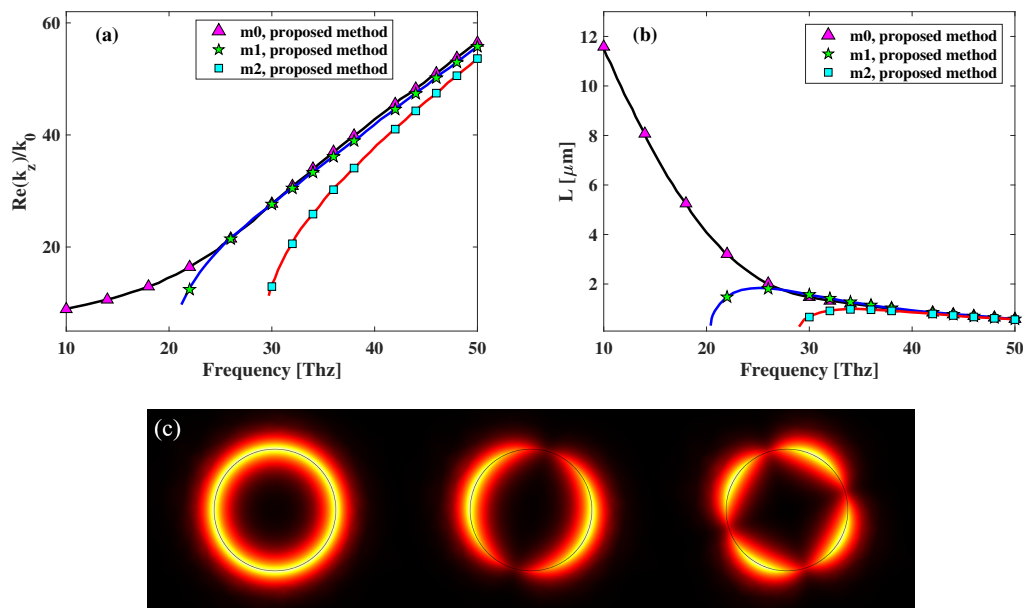 (a)
m0, proposed method
m1, proposed method
m2, proposed method
60
40
20
Re(k_z)/k_0
10 20 30 40 50
Frequency [Thz]
(b)
m0, proposed method
m1, proposed method
m2, proposed method
12
10
8
6
4
2
L [μm]
10 20 30 40 50
Frequency [Thz]
(c)